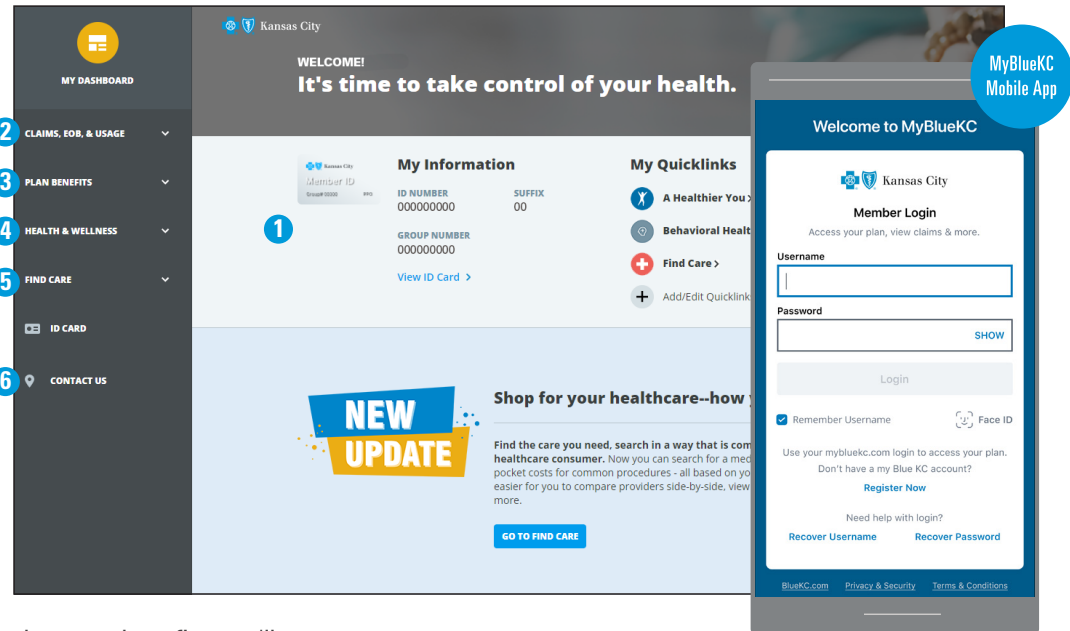 MY DASHBOARD
2 CLAIMS, EOB, & USAGE
3 PLAN BENEFITS
4 HEALTH & WELLNESS
5 FIND CARE
ID CARD
6 CONTACT US
Kansas City
WELCOME!
It's time to take control of your health.
Kansas City
Member ID
Group# 00000 PPO
1
My Information
ID NUMBER SUFFIX
000000000 00
GROUP NUMBER
000000000
View ID Card >
My Quicklinks
A Healthier You >
Behavioral Healt
Find Care >
Add/Edit Quicklink
NEW
UPDATE
Shop for your healthcare--how
Find the care you need, search in a way that is com
healthcare consumer. Now you can search for a med
pocket costs for common procedures - all based on yo
easier for you to compare providers side-by-side, view
more.
GO TO FIND CARE
MyBlueKC
Mobile App
Welcome to MyBlueKC
Kansas City
Member Login
Access your plan, view claims & more.
Username
Password
SHOW
Login
Remember Username Face ID
Use your mybluekc.com login to access your plan.
Don't have a my Blue KC account?
Register Now
Need help with login?
Recover Username Recover Password
BlueKC.com Privacy & Security Terms & Conditions